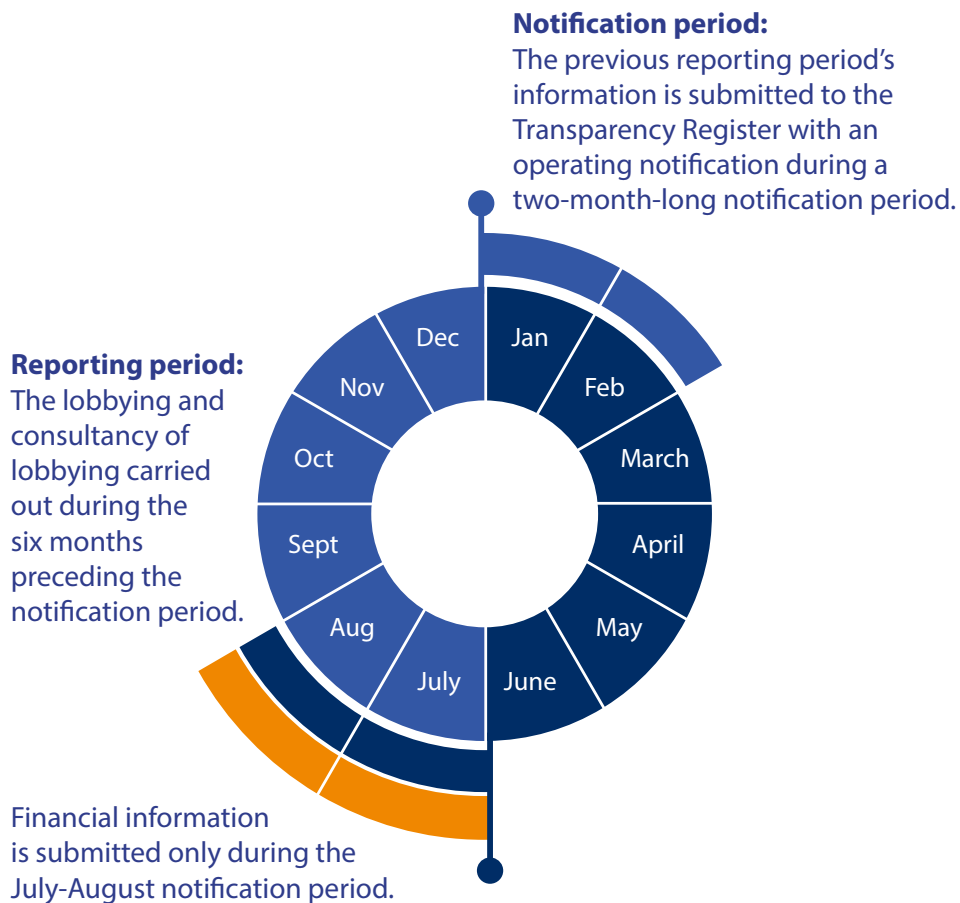 Notification period:
The previous reporting period’s
information is submitted to the
Transparency Register with an
operating notification during a
two-month-long notification period.
Reporting period:
The lobbying and
consultancy of
lobbying carried
out during the
six months
preceding the
notification period.
Jan
Feb
March
April
May
June
July
Aug
Sept
Oct
Nov
Dec
Financial information
is submitted only during the
July-August notification period.